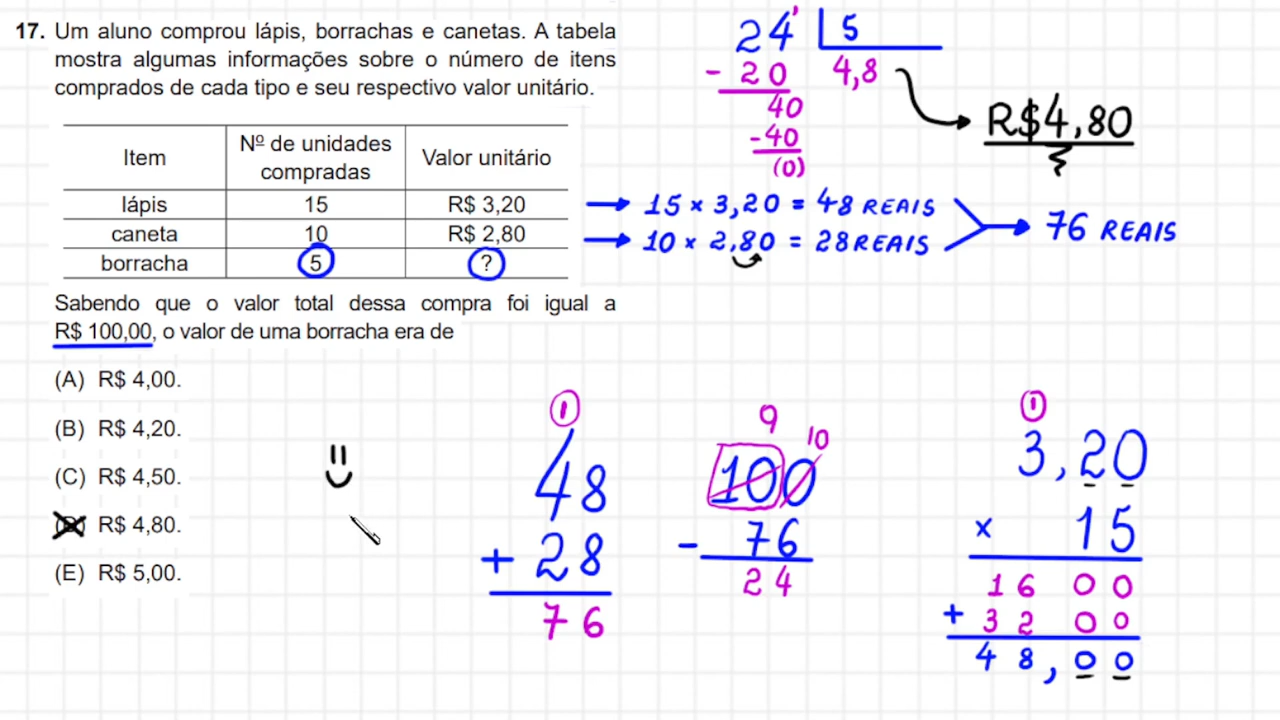 17. Um aluno comprou lápis, borrachas e canetas. A tabela
mostra algumas informações sobre o número de itens
comprados de cada tipo e seu respectivo valor unitário.
Item Nº de unidades compradas Valor unitário
lápis 15 R$ 3,20
caneta 10 R$ 2,80
borracha 5 ?
Sabendo que o valor total dessa compra foi igual a
R$ 100,00, o valor de uma borracha era de
(A) R$ 4,00.
(B) R$ 4,20.
(C) R$ 4,50.
(D) R$ 4,80.
(E) R$ 5,00.
24' 5
- 20 4,8
40
-40
(0)
R$4,80
15 × 3,20 = 48 REAIS
10 × 2,80 = 28 REAIS
76 REAIS
1
48
+ 28
76
9 10
100
- 76
24
1
3,20
× 15
1600
+ 3200
48,00